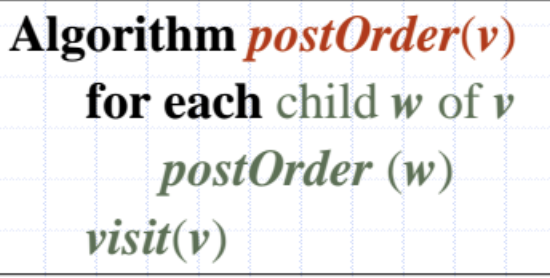 Algorithm postOrder(v)
for each child w of v
postOrder (w)
visit(v)